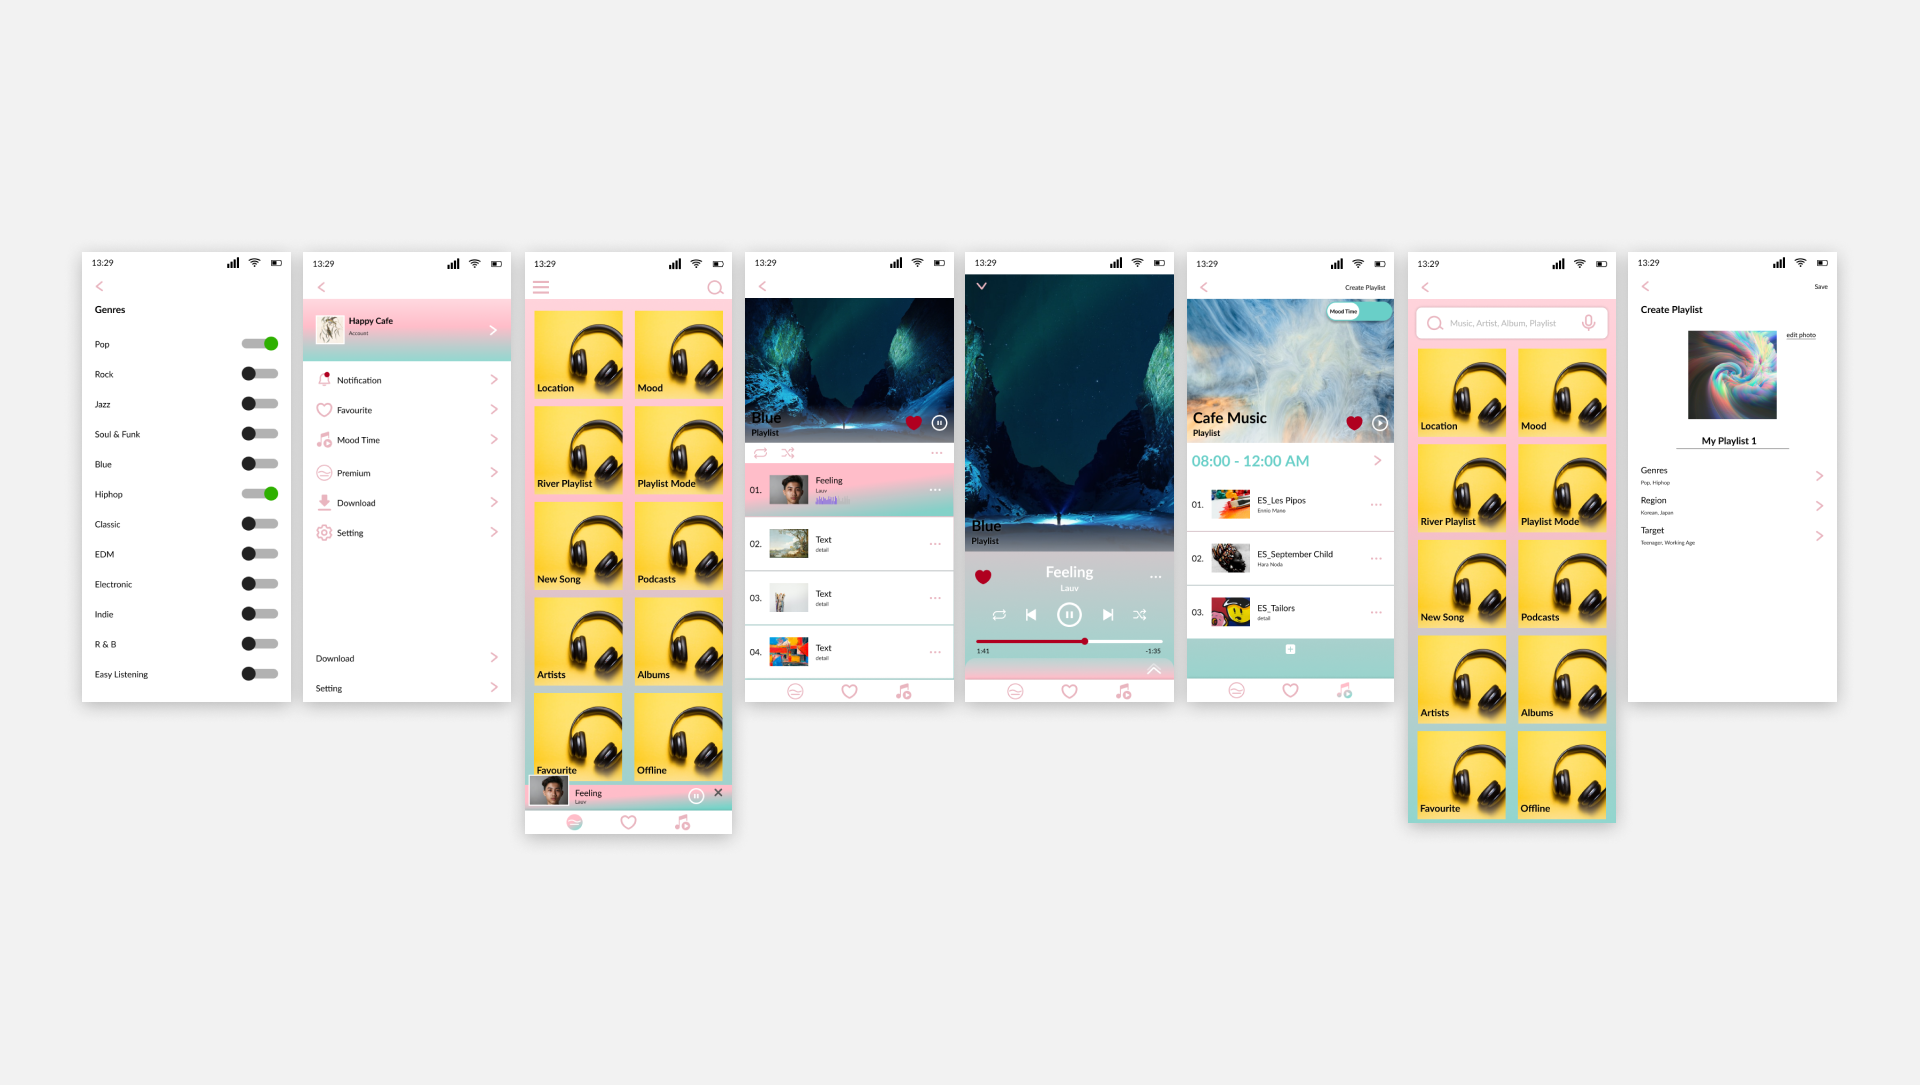 13:29
Genres
Pop
Rock
Jazz
Soul & Funk
Blue
Hiphop
Classic
EDM
Electronic
Indie
R & B
Easy Listening
13:29
Happy Cafe
Account
Notification
Favourite
Mood Time
Premium
Download
Setting
Download
Setting
13:29
Location
Mood
River Playlist
Playlist Mode
New Song
Podcasts
Artists
Albums
Favourite
Offline
Feeling
Lauv
13:29
Blue
Playlist
01.
Feeling
Lauv
02.
Text
detail
03.
Text
detail
04.
Text
detail
13:29
Blue
Playlist
Feeling
Lauv
1:41
-1:35
13:29
Create Playlist
Mood Time
Cafe Music
Playlist
08:00 - 12:00 AM
01.
ES_Les Pipos
Ennio Mano
02.
ES_September Child
Hara Noda
03.
ES_Tailors
detail
13:29
Music, Artist, Album, Playlist
Location
Mood
River Playlist
Playlist Mode
New Song
Podcasts
Artists
Albums
Favourite
Offline
13:29
Save
Create Playlist
edit photo
My Playlist 1
Genres
Pop, Hiphop
Region
Korean, Japan
Target
Teenager, Working Age